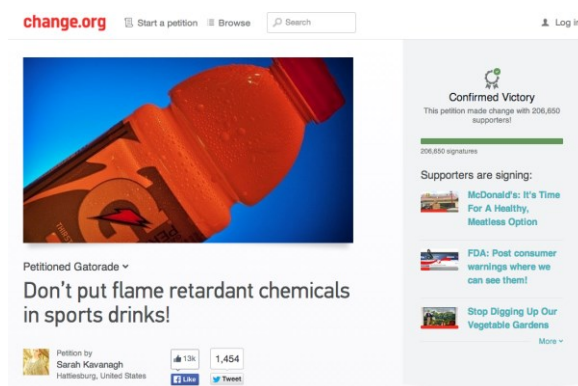 change.org
Start a petition
Browse
Search
Log in
Confirmed Victory
This petition made change with 206,650
supporters!
206,650 signatures
Supporters are signing:
McDonald's: It's Time
For A Healthy,
Meatless Option
FDA: Post consumer
warnings where we
can see them!
Stop Digging Up Our
Vegetable Gardens
More
G
Petitioned Gatorade
Don't put flame retardant chemicals
in sports drinks!
Petition by
Sarah Kavanagh
Hattiesburg, United States
13k
Like
1,454
Tweet